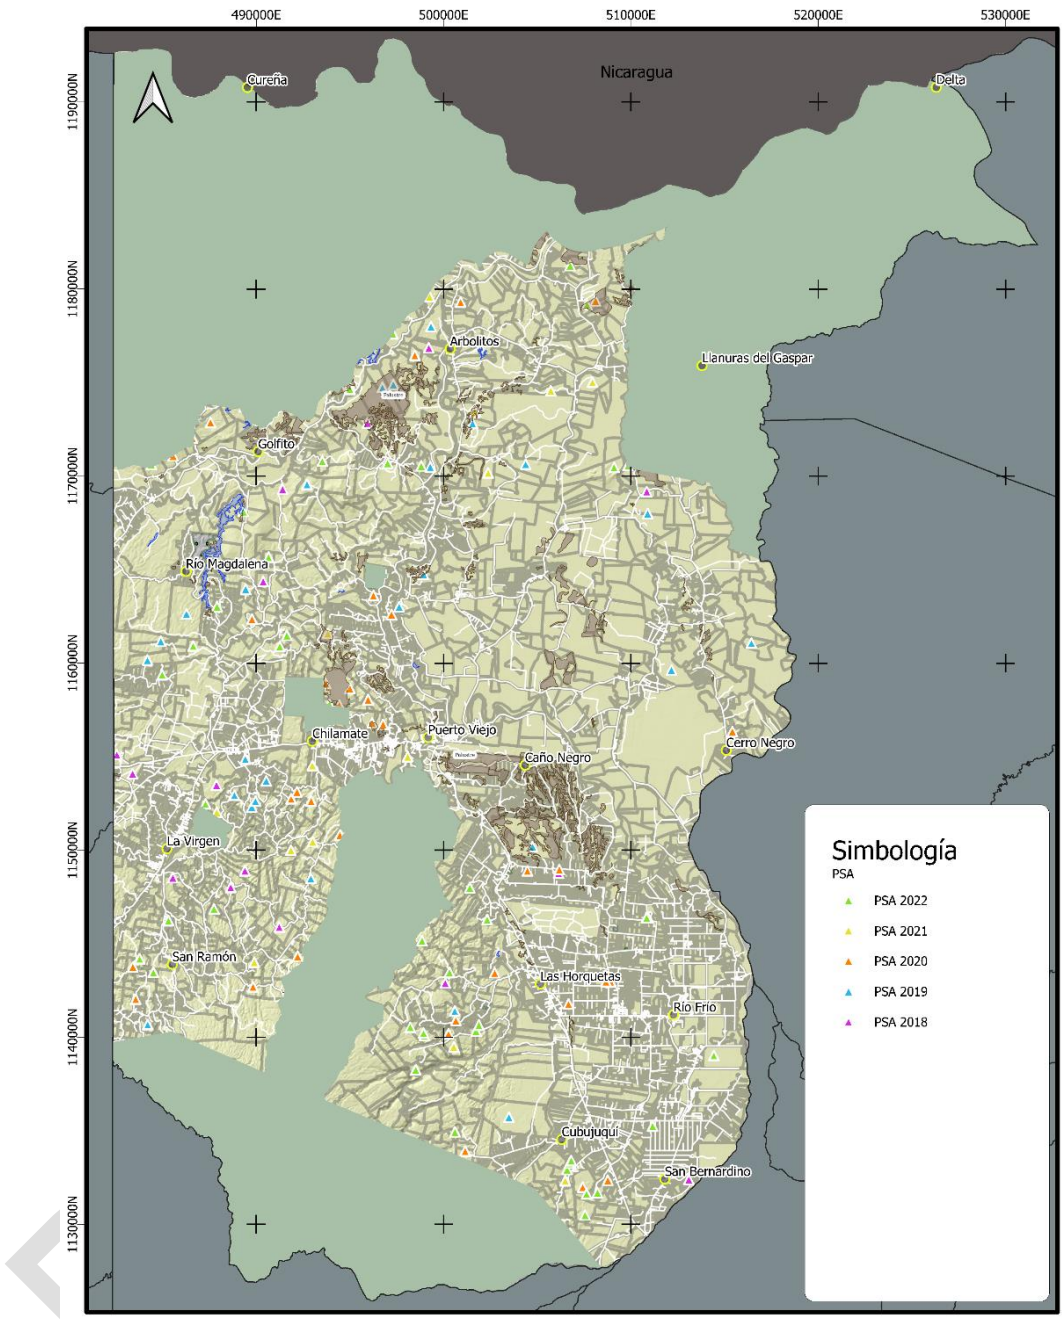 490000E 500000E 510000E 520000E 530000E
Nicaragua
Cureña
Delta
1190000N
1180000N
Arbolitos
Llanuras del Gaspar
Golfito
1170000N
Río Magdalena
1160000N
Chilamate
Puerto Viejo
Caño Negro
Cerro Negro
1150000N
La Virgen
San Ramón
Las Horquetas
Río Frío
1140000N
Cubujuquí
San Bernardino
1130000N
Simbología
PSA
PSA 2022
PSA 2021
PSA 2020
PSA 2019
PSA 2018